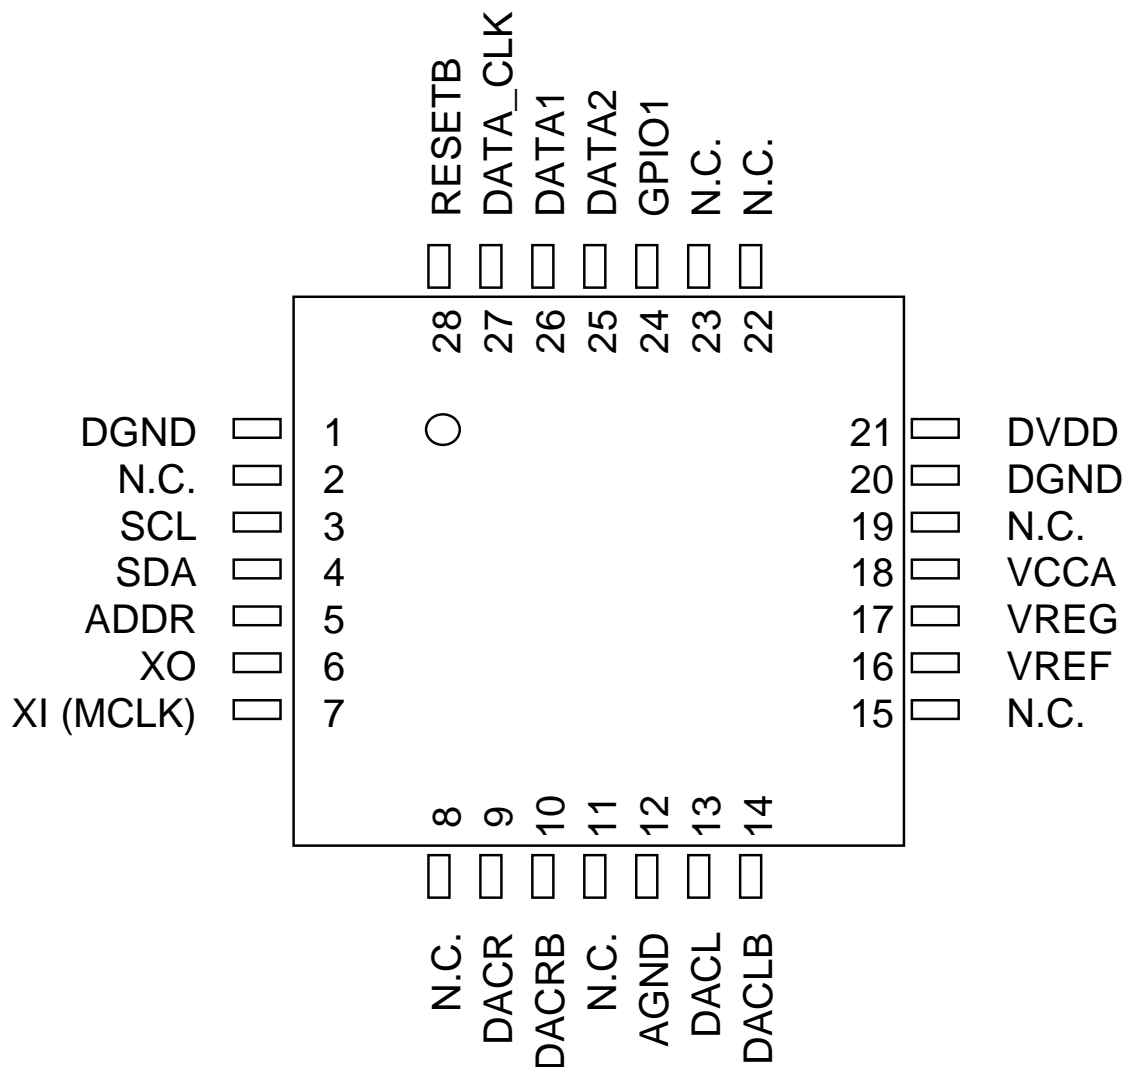 RESETB
DATA_CLK
DATA1
DATA2
GPIO1
N.C.
N.C.
28
27
26
25
24
23
22
DGND 1
N.C. 2
SCL 3
SDA 4
ADDR 5
XO 6
XI (MCLK) 7
21 DVDD
20 DGND
19 N.C.
18 VCCA
17 VREG
16 VREF
15 N.C.
8
9
10
11
12
13
14
N.C.
DACR
DACRB
N.C.
AGND
DACL
DACLB